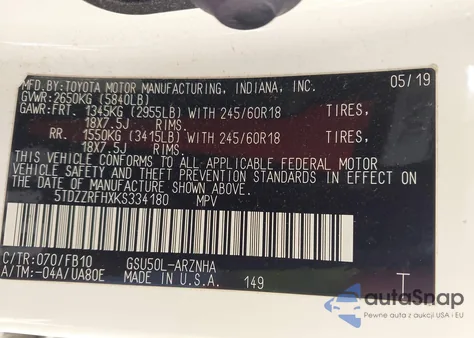 MFD.BY:TOYOTA MOTOR MANUFACTURING, INDIANA, INC. 05/19
GVWR:2650KG (5840LB)
GAWR:FRT. 1345KG (2955LB) WITH 245/60R18 TIRES,
18X7.5J RIMS.
RR. 1550KG (3415LB) WITH 245/60R18 TIRES,
18X7.5J RIMS.
THIS VEHICLE CONFORMS TO ALL APPLICABLE FEDERAL MOTOR
VEHICLE SAFETY AND THEFT PREVENTION STANDARDS IN EFFECT ON
THE DATE OF MANUFACTURE SHOWN ABOVE.
5TDZZRFHXKS334180 MPV
C/TR:070/FB10 GSU50L-ARZNHA
A/TM:-04A/UA80E MADE IN U.S.A. 149 T
autoSnap
Pewne auta z aukcji USA i EU